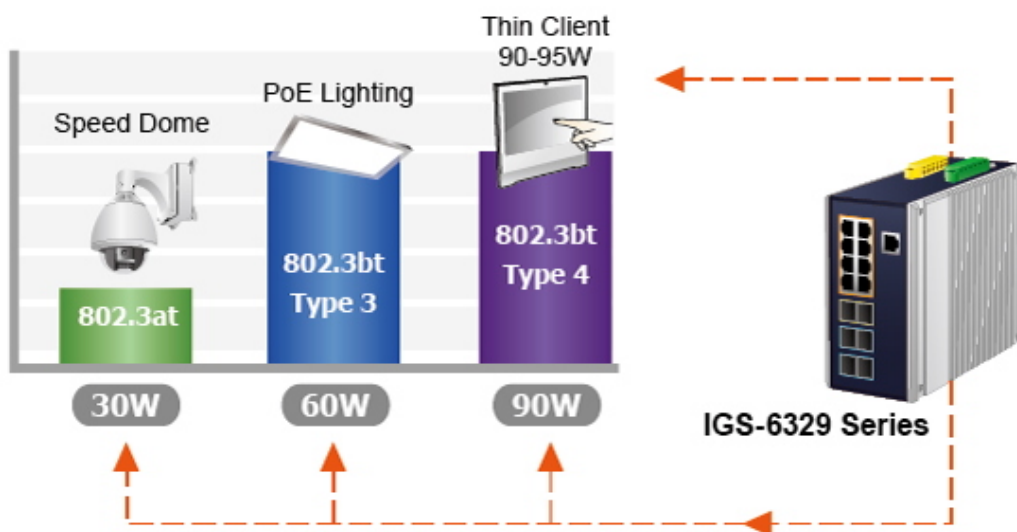 Thin Client
90-95W
PoE Lighting
Speed Dome
802.3at
802.3bt
Type 3
802.3bt
Type 4
30W
60W
90W
IGS-6329 Series